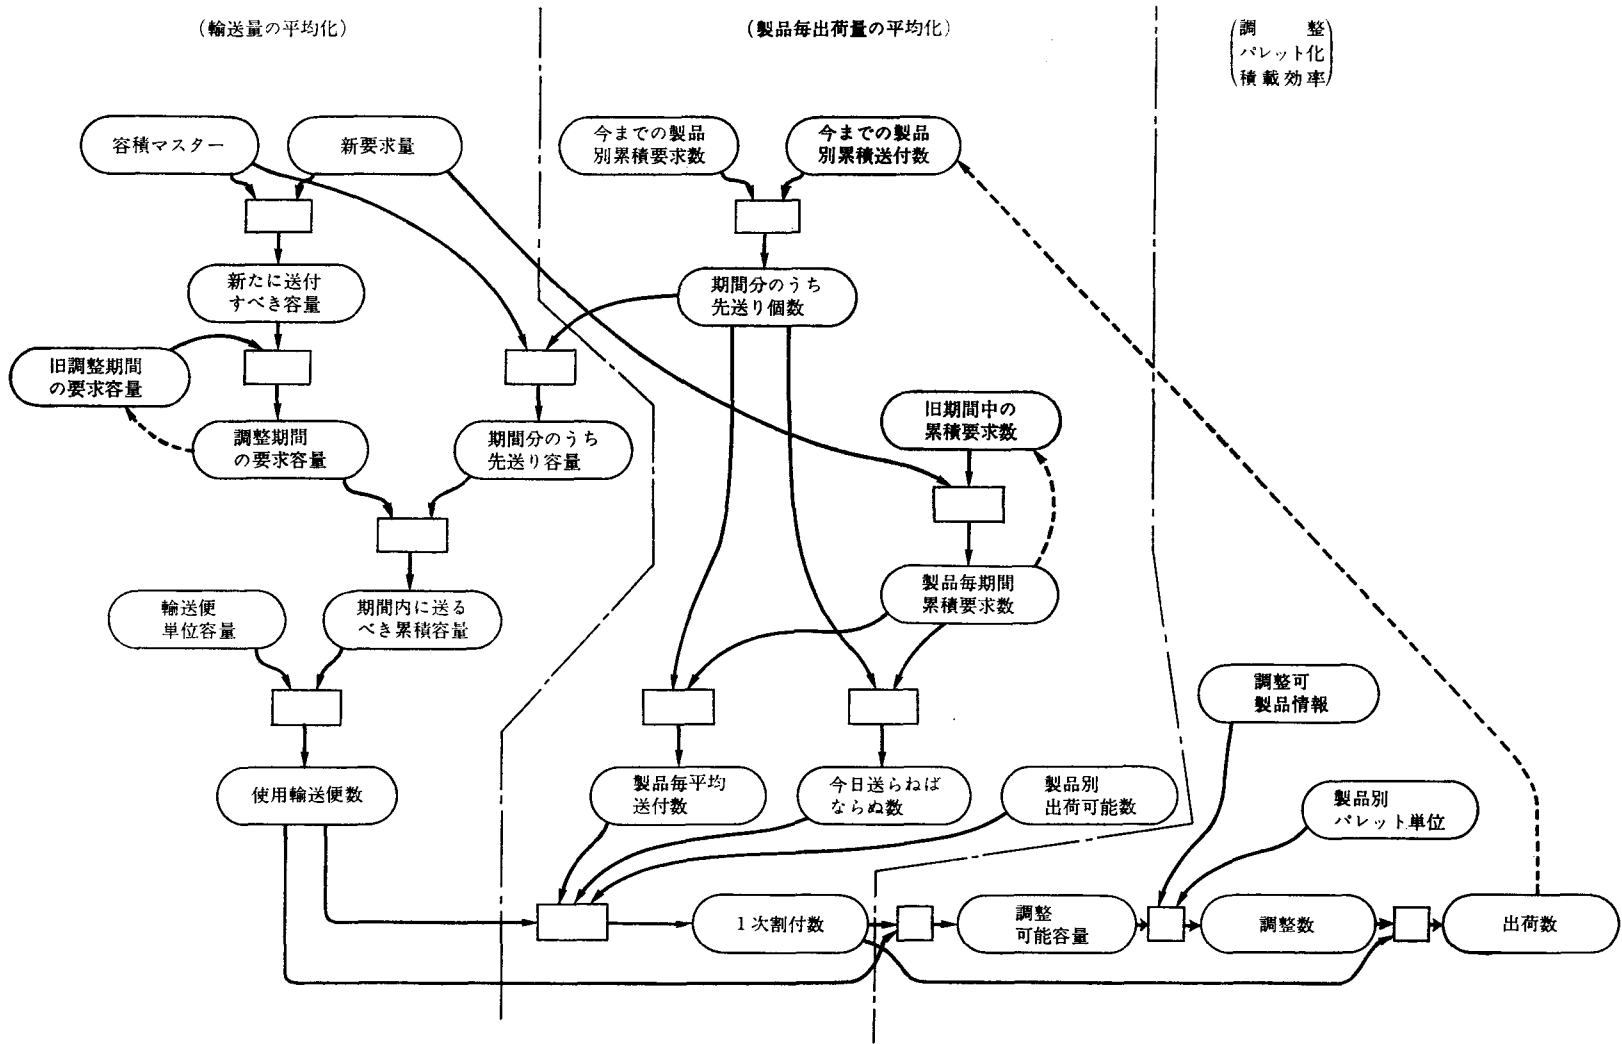 (輸送量の平均化)
(製品毎出荷量の平均化)
(調 整
パレット化
積載効率)
容積マスター
新要求量
今までの製品
別累積要求数
今までの製品
別累積送付数
新たに送付
すべき容量
期間分のうち
先送り個数
旧調整期間
の要求容量
調整期間
の要求容量
期間分のうち
先送り容量
旧期間中の
累積要求数
輸送便
単位容量
期間内に送る
べき累積容量
製品毎期間
累積要求数
調整可
製品情報
使用輸送便数
製品毎平均
送付数
今日送らねば
ならぬ数
製品別
出荷可能数
製品別
パレット単位
1次割付数
調整
可能容量
調整数
出荷数